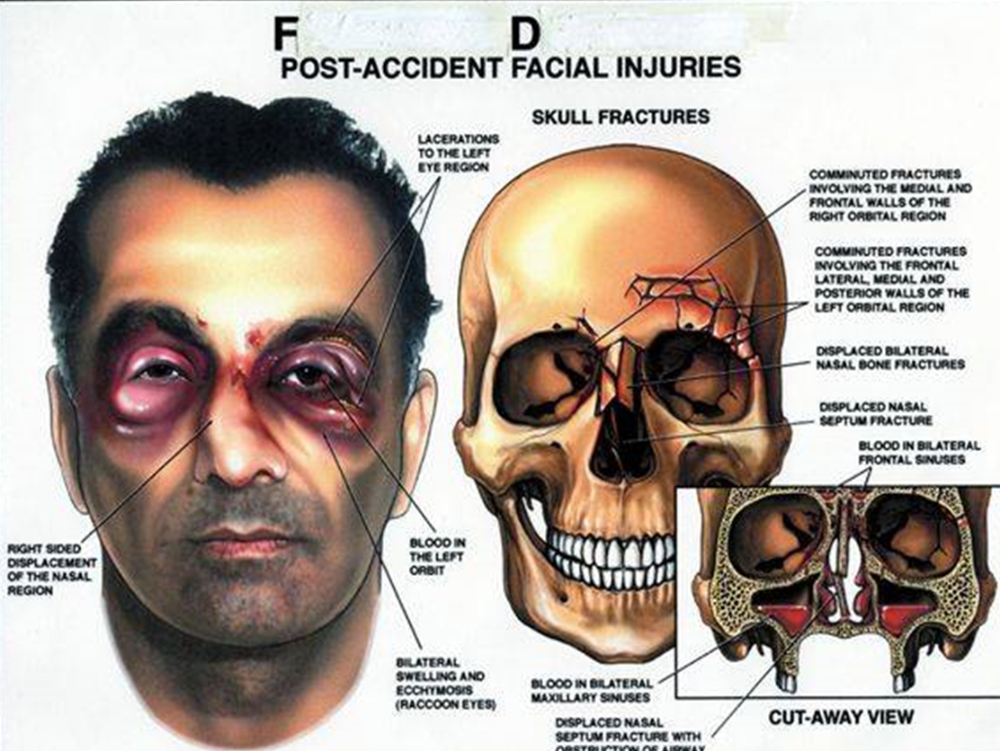 F D
POST-ACCIDENT FACIAL INJURIES
SKULL FRACTURES
LACERATIONS
TO THE LEFT
EYE REGION
COMMINUTED FRACTURES
INVOLVING THE MEDIAL AND
FRONTAL WALLS OF THE
RIGHT ORBITAL REGION
COMMINUTED FRACTURES
INVOLVING THE FRONTAL
LATERAL, MEDIAL AND
POSTERIOR WALLS OF THE
LEFT ORBITAL REGION
DISPLACED BILATERAL
NASAL BONE FRACTURES
DISPLACED NASAL
SEPTUM FRACTURE
BLOOD IN BILATERAL
FRONTAL SINUSES
RIGHT SIDED
DISPLACEMENT
OF THE NASAL
REGION
BLOOD IN
THE LEFT
ORBIT
BILATERAL
SWELLING AND
ECCHYMOSIS
(RACCOON EYES)
BLOOD IN BILATERAL
MAXILLARY SINUSES
DISPLACED NASAL
SEPTUM FRACTURE WITH
OBSTRUCTION OF AIRWAY
CUT-AWAY VIEW